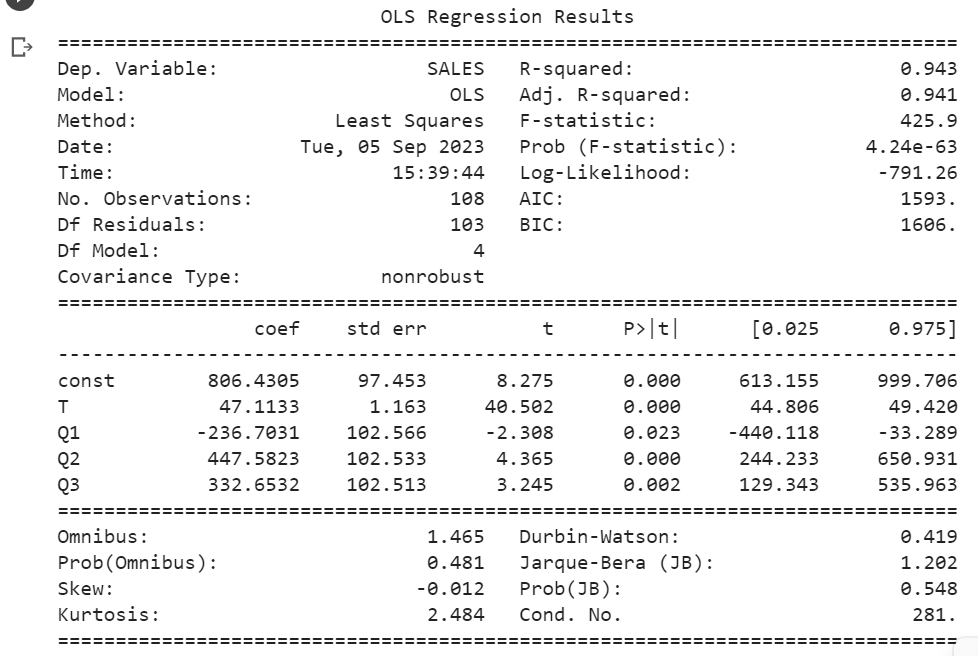 OLS Regression Results
==============================================================================
Dep. Variable: SALES R-squared: 0.943
Model: OLS Adj. R-squared: 0.941
Method: Least Squares F-statistic: 425.9
Date: Tue, 05 Sep 2023 Prob (F-statistic): 4.24e-63
Time: 15:39:44 Log-Likelihood: -791.26
No. Observations: 108 AIC: 1593.
Df Residuals: 103 BIC: 1606.
Df Model: 4
Covariance Type: nonrobust
==============================================================================
coef std err t P>|t| [0.025 0.975]
------------------------------------------------------------------------------
const 806.4305 97.453 8.275 0.000 613.155 999.706
T 47.1133 1.163 40.502 0.000 44.806 49.420
Q1 -236.7031 102.566 -2.308 0.023 -440.118 -33.289
Q2 447.5823 102.533 4.365 0.000 244.233 650.931
Q3 332.6532 102.513 3.245 0.002 129.343 535.963
==============================================================================
Omnibus: 1.465 Durbin-Watson: 0.419
Prob(Omnibus): 0.481 Jarque-Bera (JB): 1.202
Skew: -0.012 Prob(JB): 0.548
Kurtosis: 2.484 Cond. No. 281.
==============================================================================